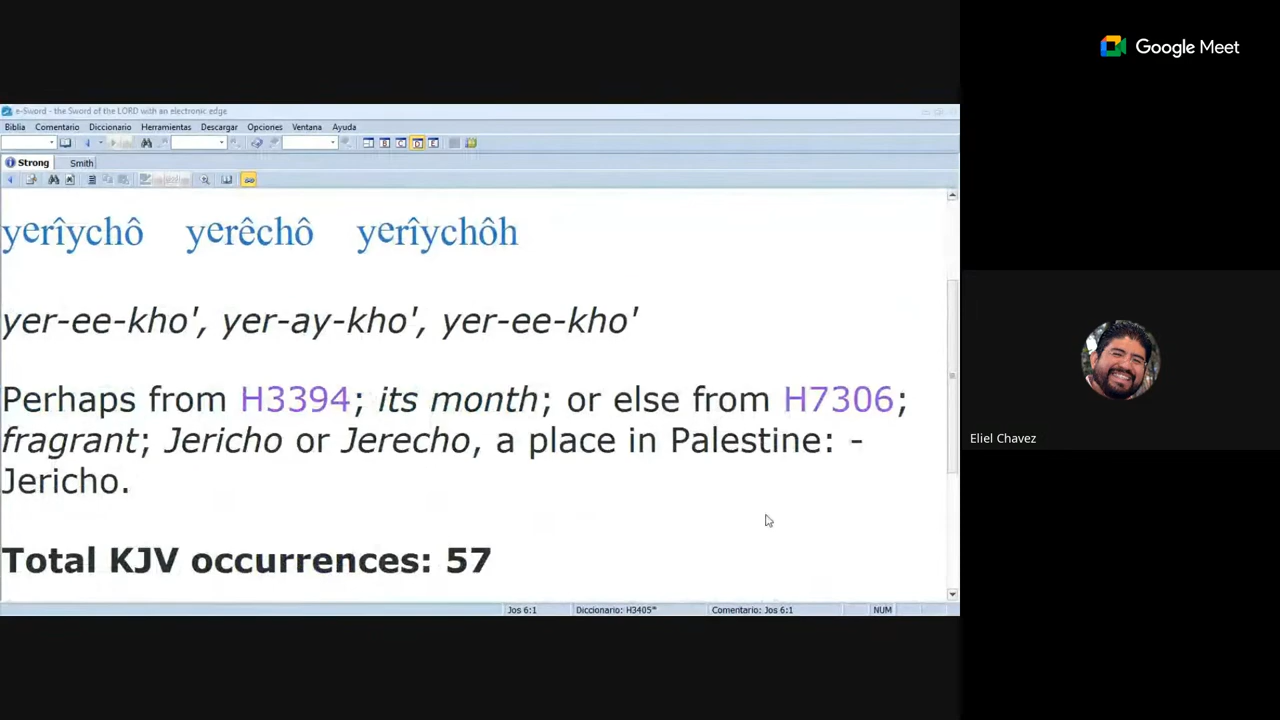 Google Meet
e-Sword - the Sword of the LORD with an electronic edge
Biblia Comentario Diccionario Herramientas Descargar Opciones Ventana Ayuda
Strong Smith
yerîychô yerêchô yerîychôh
yer-ee-kho', yer-ay-kho', yer-ee-kho'
Perhaps from H3394; its month; or else from H7306;
fragrant; Jericho or Jerecho, a place in Palestine: -
Jericho.
Total KJV occurrences: 57
Jos 6:1 Diccionario: H3405* Comentario: Jos 6:1 NUM
Eliel Chavez